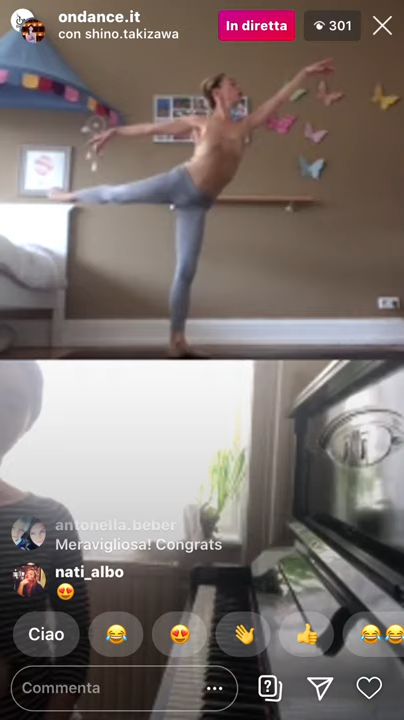 ondance.it
con shino.takizawa
In diretta
301
antonella.beber
Meravigliosa! Congrats
nati_albo
Ciao
Commenta